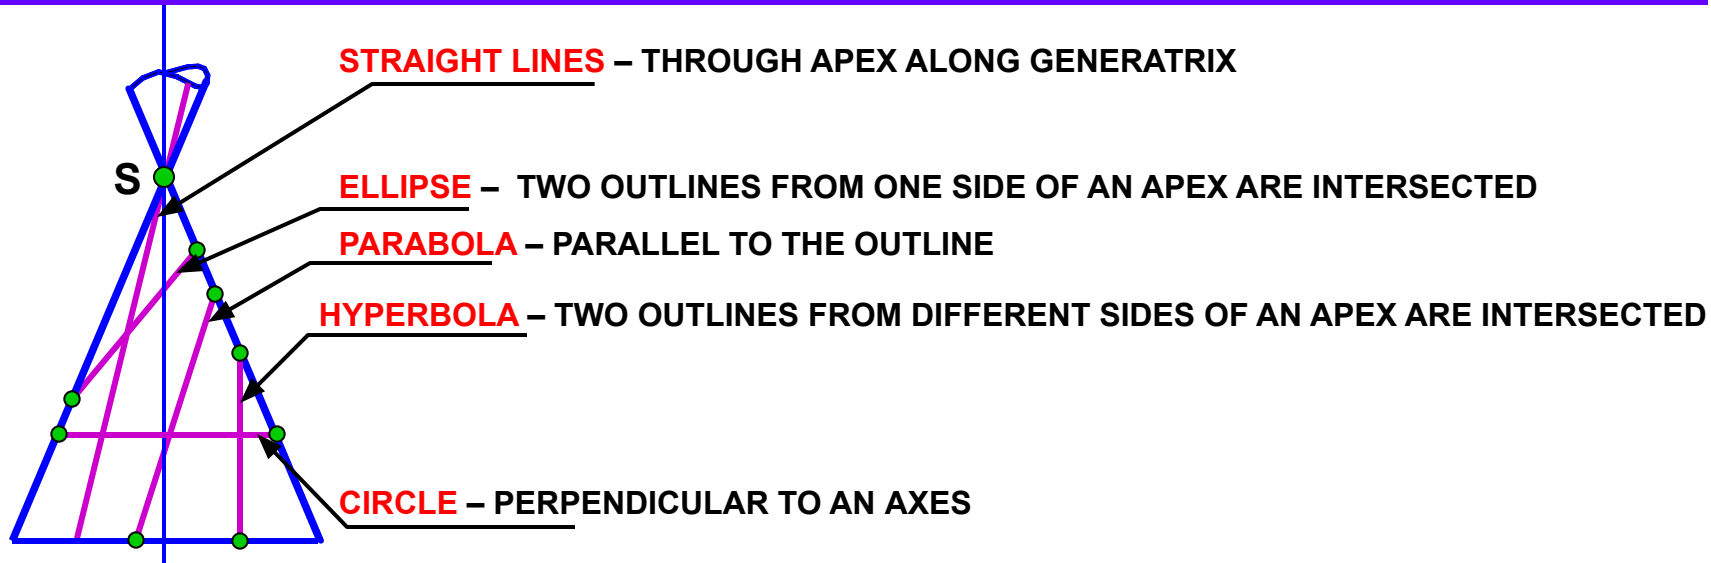 STRAIGHT LINES – THROUGH APEX ALONG GENERATRIX
S
ELLIPSE – TWO OUTLINES FROM ONE SIDE OF AN APEX ARE INTERSECTED
PARABOLA – PARALLEL TO THE OUTLINE
HYPERBOLA – TWO OUTLINES FROM DIFFERENT SIDES OF AN APEX ARE INTERSECTED
CIRCLE – PERPENDICULAR TO AN AXES